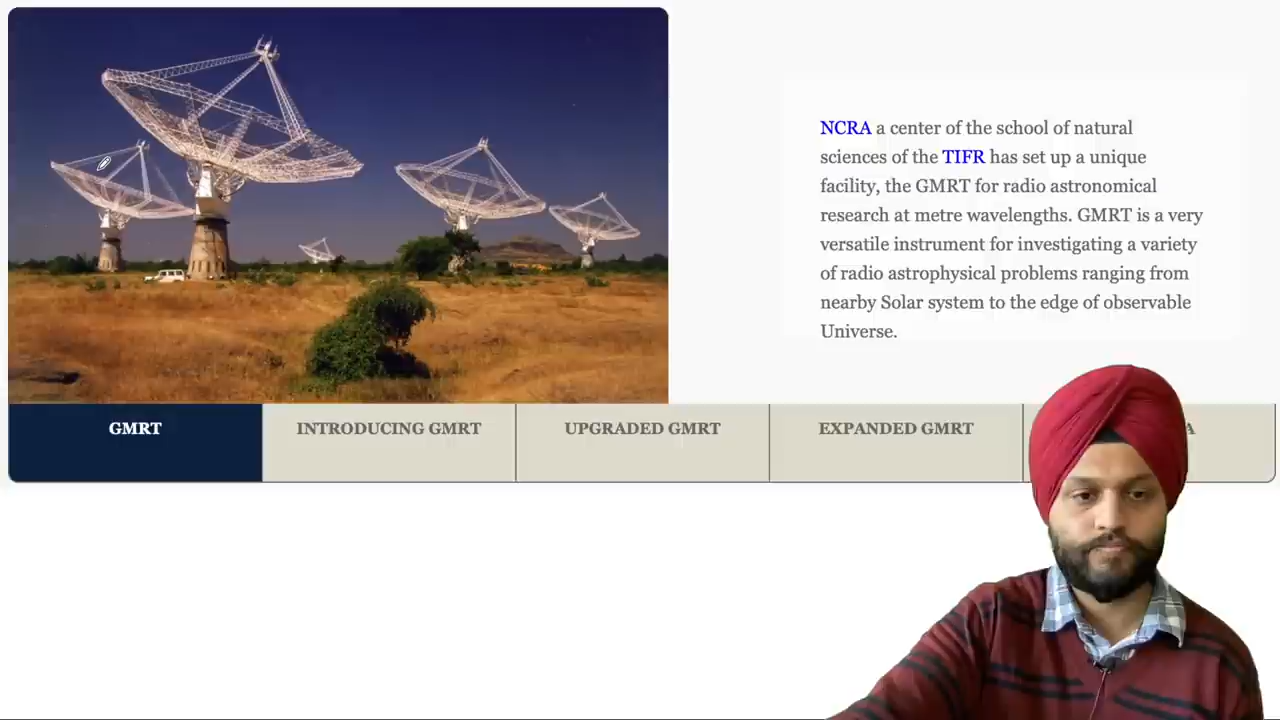 NCRA a center of the school of natural
sciences of the TIFR has set up a unique
facility, the GMRT for radio astronomical
research at metre wavelengths. GMRT is a very
versatile instrument for investigating a variety
of radio astrophysical problems ranging from
nearby Solar system to the edge of observable
Universe.
GMRT
INTRODUCING GMRT
UPGRADED GMRT
EXPANDED GMRT